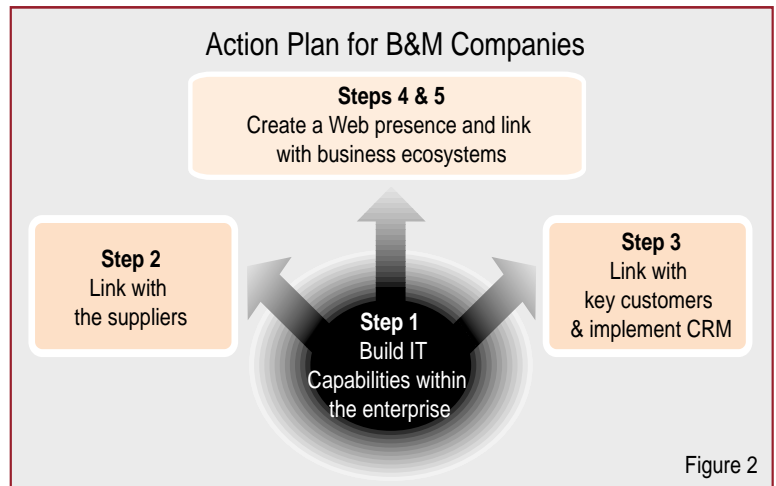 Action Plan for B&M Companies
Steps 4 & 5
Create a Web presence and link
with business ecosystems
Step 2
Link with
the suppliers
Step 3
Link with
key customers
& implement CRM
Step 1
Build IT
Capabilities within
the enterprise
Figure 2